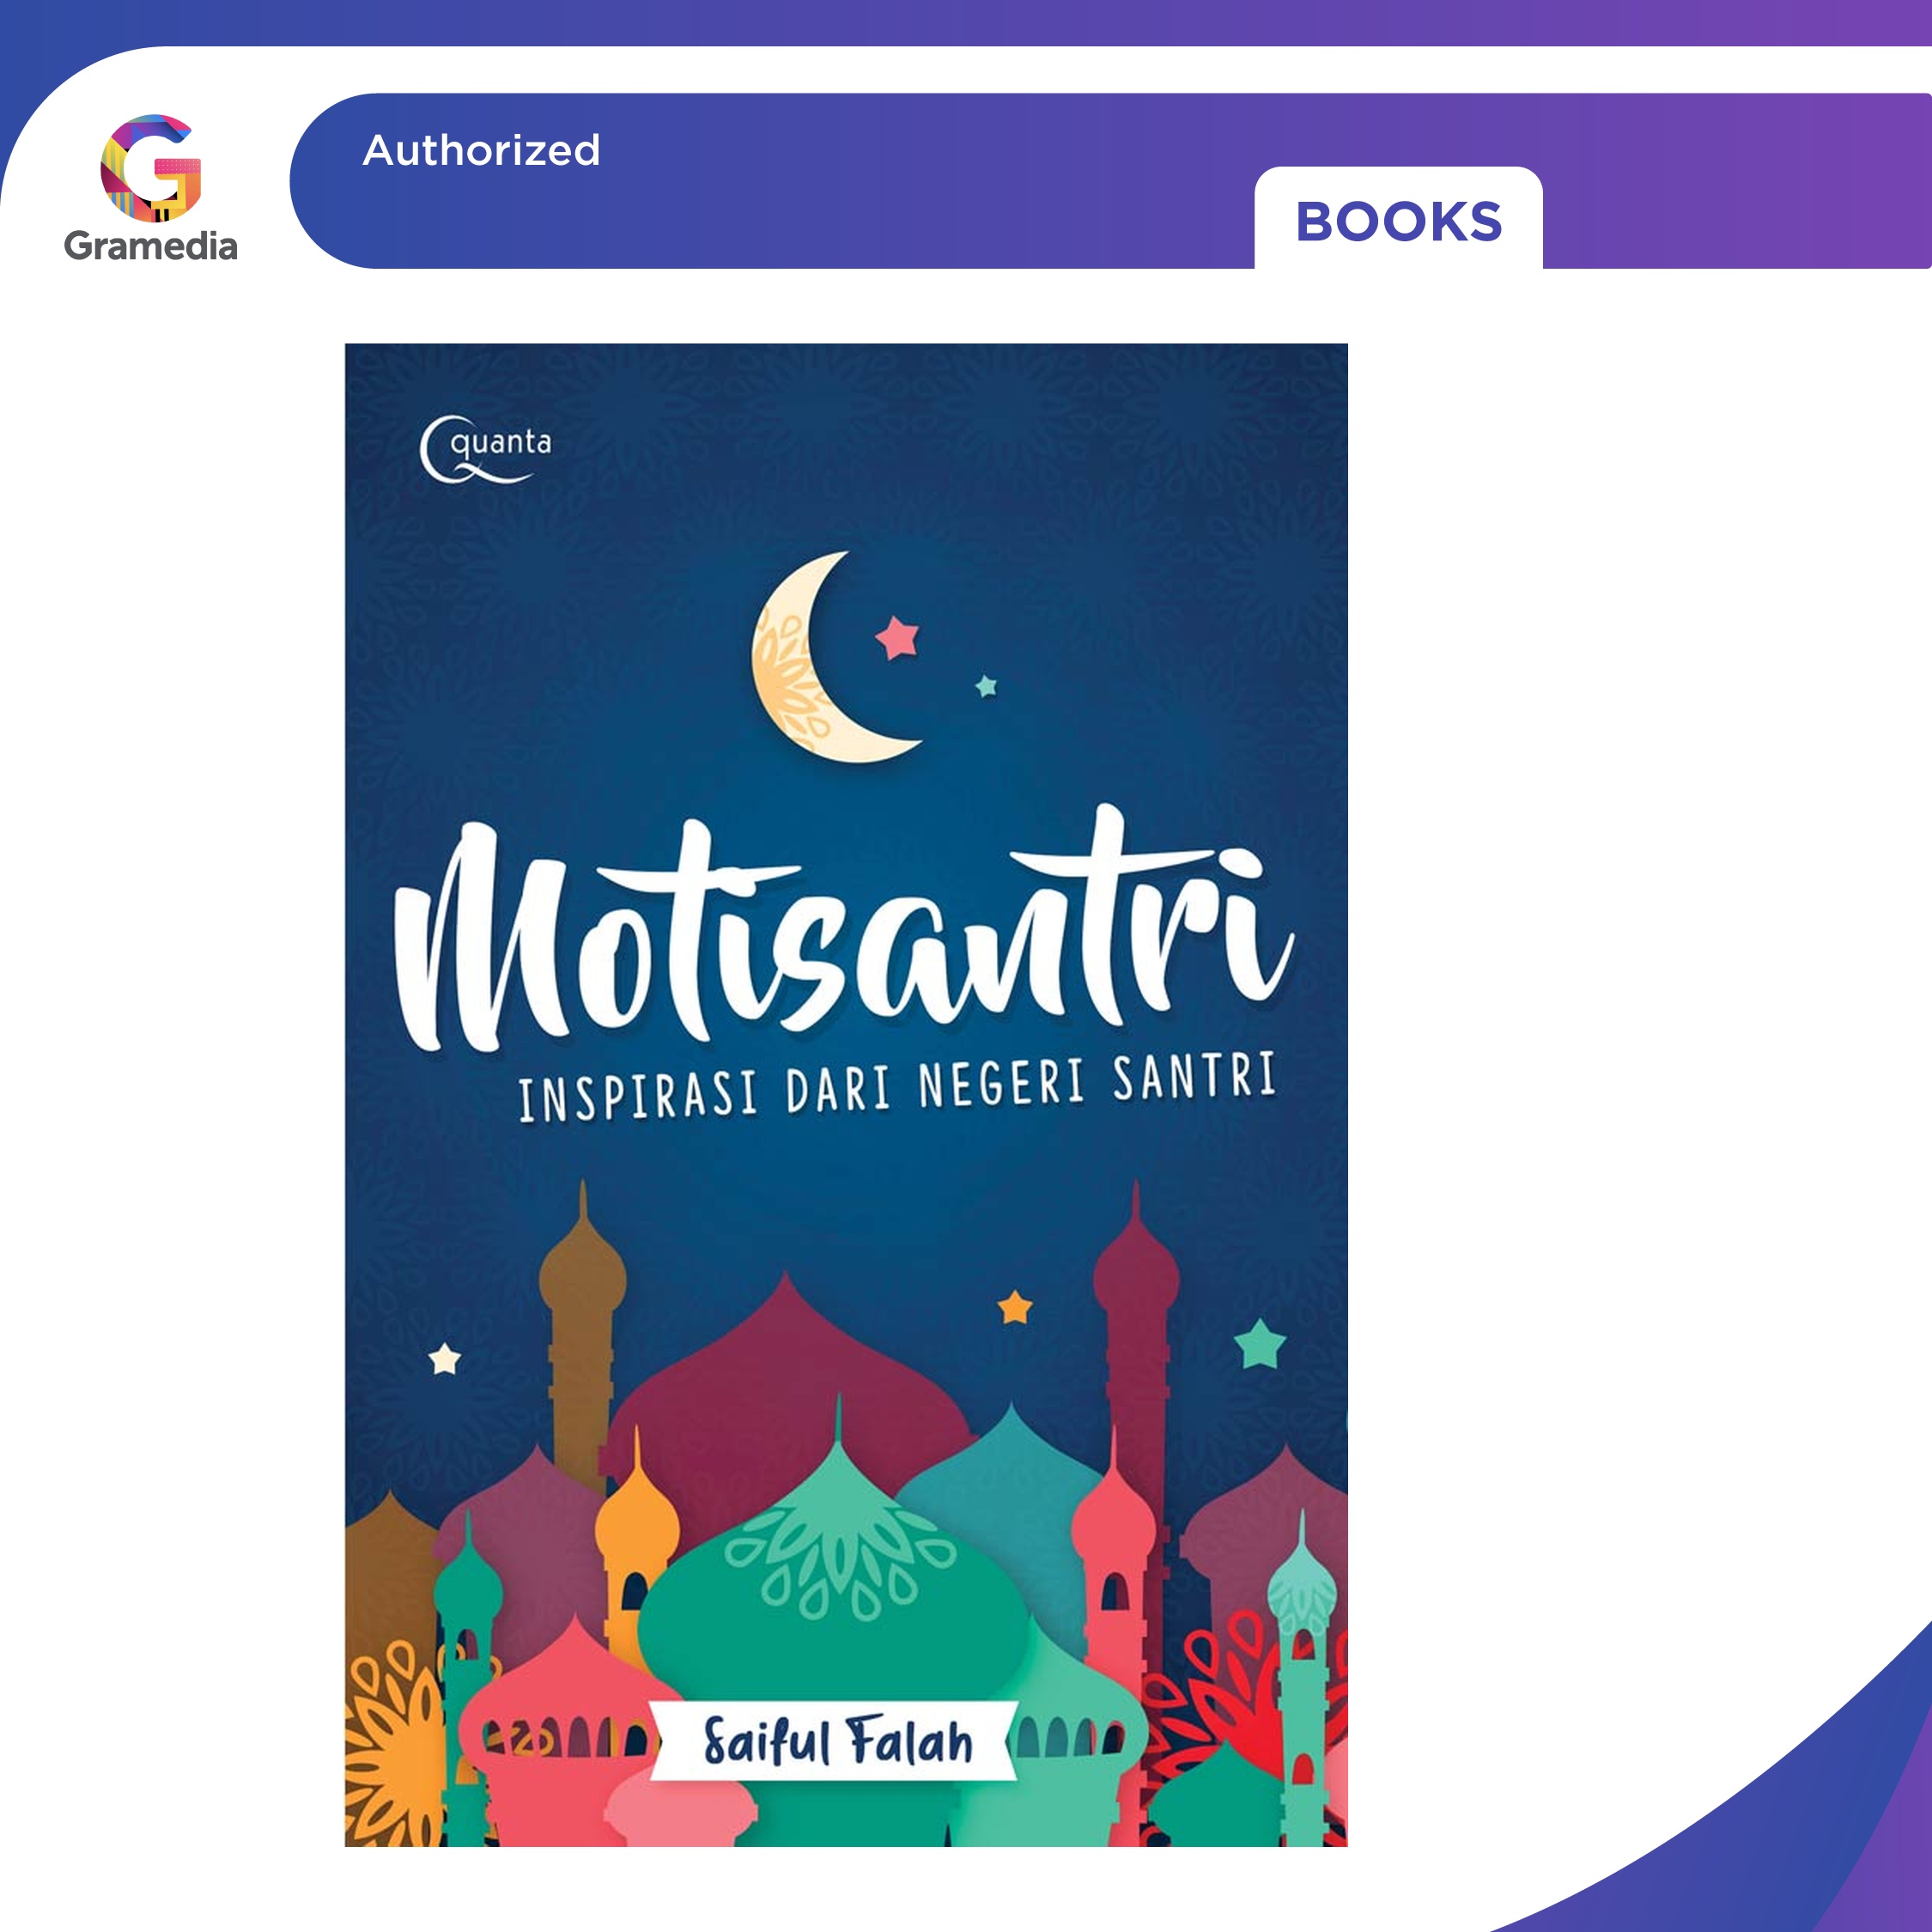 Gramedia
Authorized
BOOKS
quanta
Motisantri
INSPIRASI DARI NEGERI SANTRI
Saiful Falah